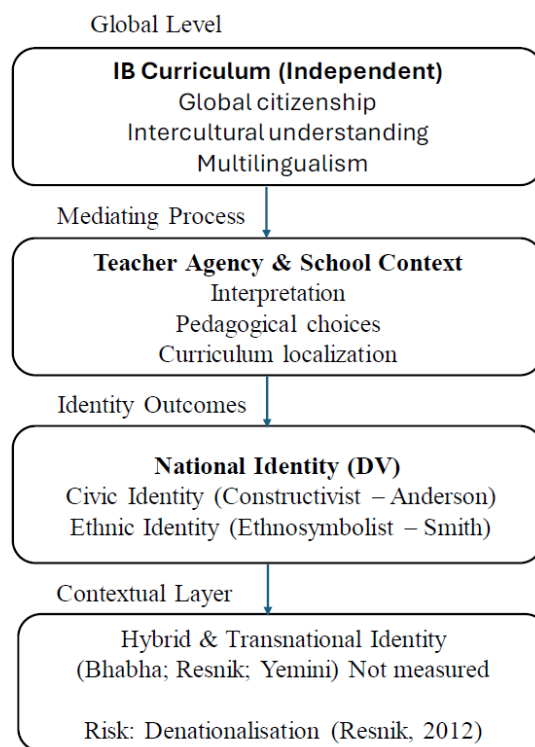 Global Level
IB Curriculum (Independent)
Global citizenship
Intercultural understanding
Multilingualism
Mediating Process
Teacher Agency & School Context
Interpretation
Pedagogical choices
Curriculum localization
Identity Outcomes
National Identity (DV)
Civic Identity (Constructivist – Anderson)
Ethnic Identity (Ethnosymbolist – Smith)
Contextual Layer
Hybrid & Transnational Identity
(Bhabha; Resnik; Yemini) Not measured
Risk: Denationalisation (Resnik, 2012)